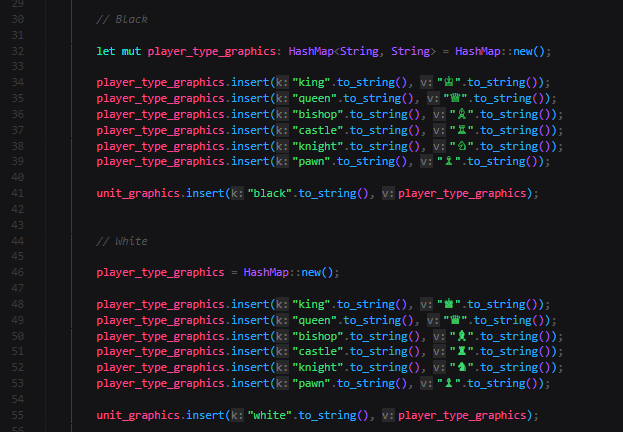 29
30 // Black
31
32 let mut player_type_graphics: HashMap<String, String> = HashMap::new();
33
34 player_type_graphics.insert(k: "king".to_string(), v: "♔".to_string());
35 player_type_graphics.insert(k: "queen".to_string(), v: "♕".to_string());
36 player_type_graphics.insert(k: "bishop".to_string(), v: "♗".to_string());
37 player_type_graphics.insert(k: "castle".to_string(), v: "♖".to_string());
38 player_type_graphics.insert(k: "knight".to_string(), v: "♘".to_string());
39 player_type_graphics.insert(k: "pawn".to_string(), v: "♙".to_string());
40
41 unit_graphics.insert(k: "black".to_string(), v: player_type_graphics);
42
43
44 // White
45
46 player_type_graphics = HashMap::new();
47
48 player_type_graphics.insert(k: "king".to_string(), v: "♚".to_string());
49 player_type_graphics.insert(k: "queen".to_string(), v: "♛".to_string());
50 player_type_graphics.insert(k: "bishop".to_string(), v: "♝".to_string());
51 player_type_graphics.insert(k: "castle".to_string(), v: "♜".to_string());
52 player_type_graphics.insert(k: "knight".to_string(), v: "♞".to_string());
53 player_type_graphics.insert(k: "pawn".to_string(), v: "♟".to_string());
54
55 unit_graphics.insert(k: "white".to_string(), v: player_type_graphics);